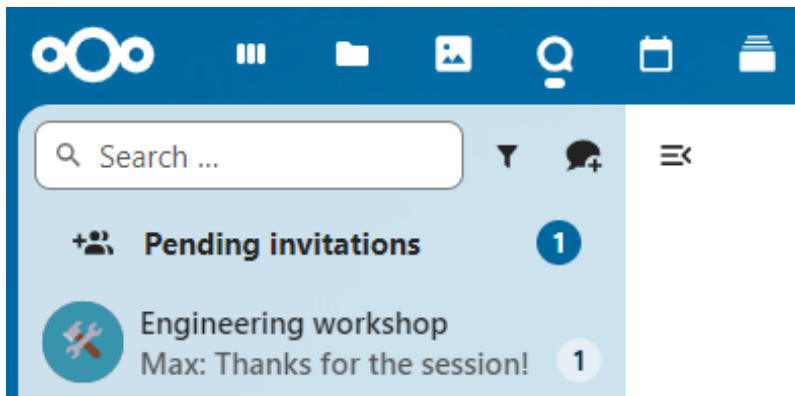 Search ...
Pending invitations 1
Engineering workshop
Max: Thanks for the session! 1